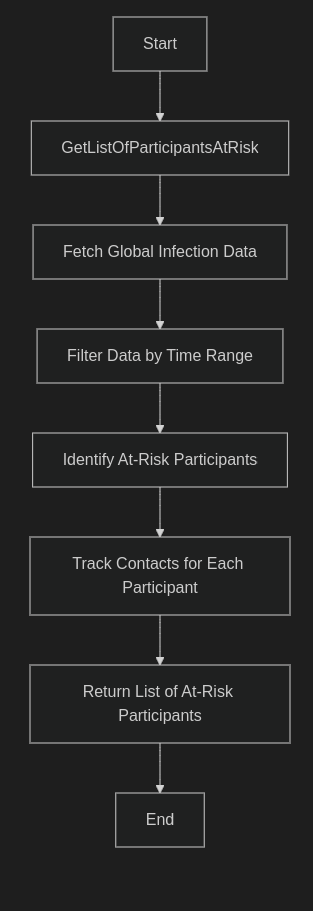 Start
GetListOfParticipantsAtRisk
Fetch Global Infection Data
Filter Data by Time Range
Identify At-Risk Participants
Track Contacts for Each
Participant
Return List of At-Risk
Participants
End